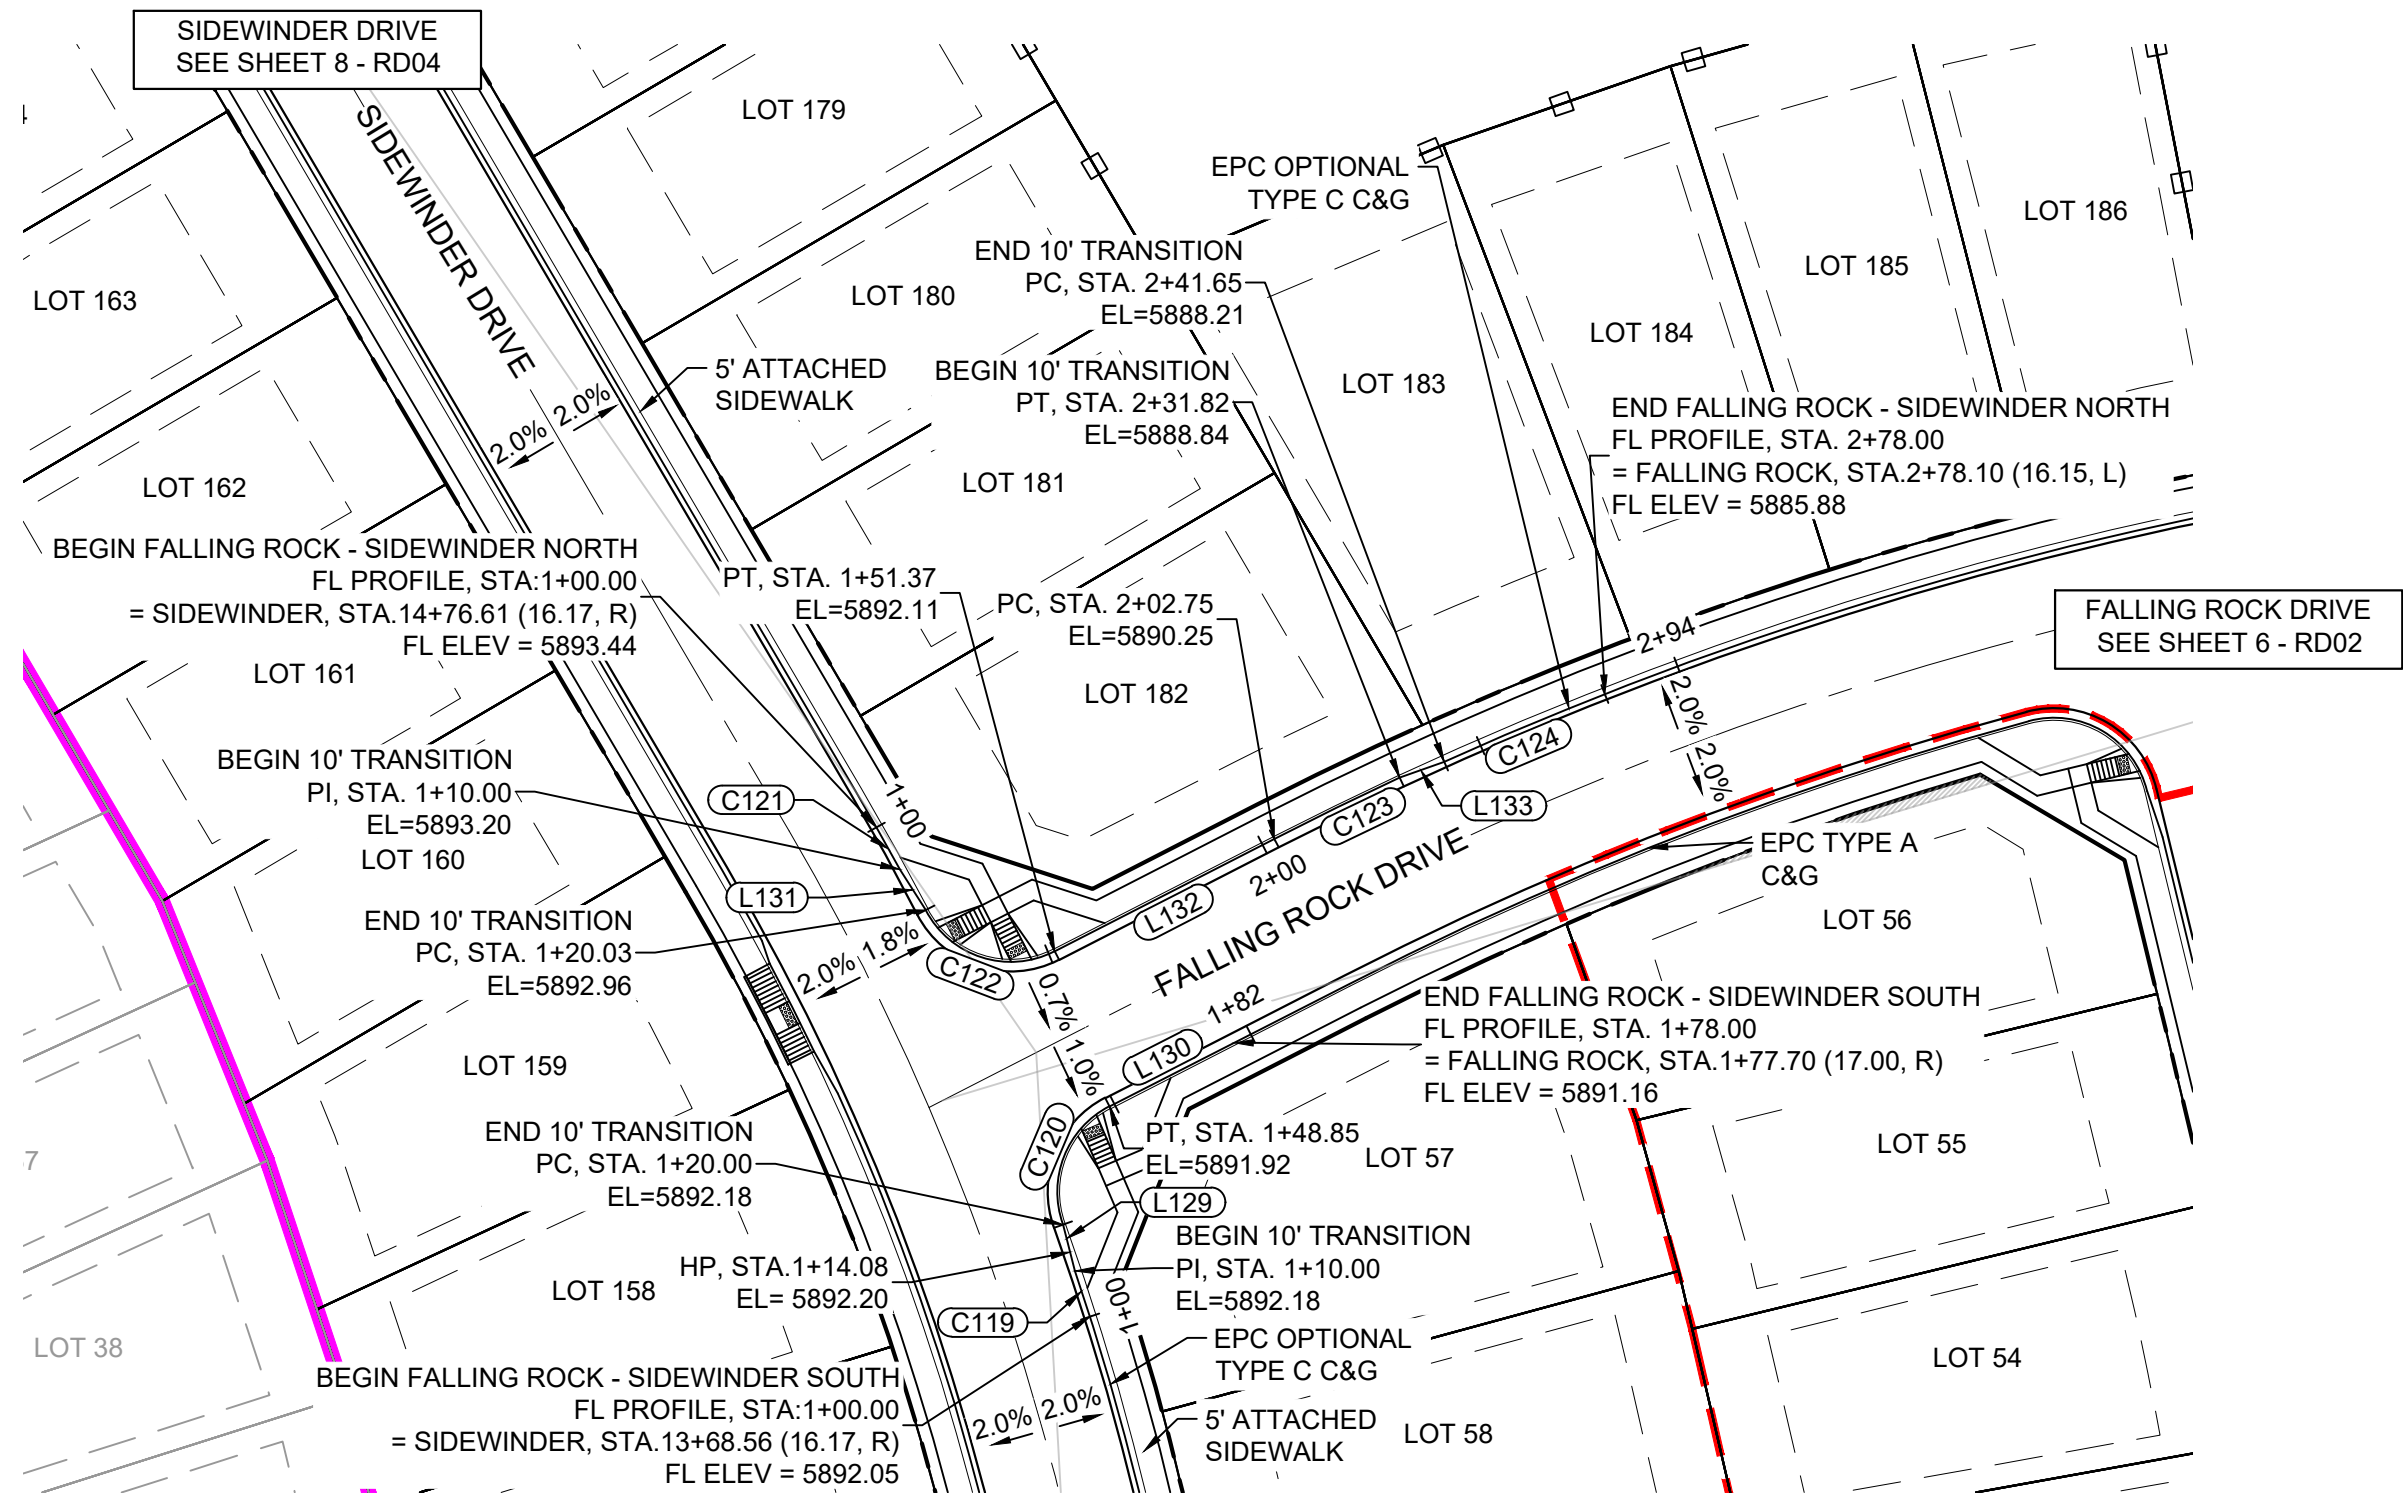 SIDEWINDER DRIVE
SEE SHEET 8 - RD04
LOT 179
SIDEWINDER DRIVE
EPC OPTIONAL
TYPE C C&G
LOT 186
END 10' TRANSITION
PC, STA. 2+41.65
EL=5888.21
LOT 185
LOT 163
LOT 180
LOT 184
5' ATTACHED
SIDEWALK
BEGIN 10' TRANSITION
PT, STA. 2+31.82
EL=5888.84
LOT 183
END FALLING ROCK - SIDEWINDER NORTH
FL PROFILE, STA. 2+78.00
= FALLING ROCK, STA.2+78.10 (16.15, L)
FL ELEV = 5885.88
2.0% 2.0%
LOT 162
LOT 181
BEGIN FALLING ROCK - SIDEWINDER NORTH
FL PROFILE, STA:1+00.00
= SIDEWINDER, STA.14+76.61 (16.17, R)
FL ELEV = 5893.44
PT, STA. 1+51.37
EL=5892.11
PC, STA. 2+02.75
EL=5890.25
FALLING ROCK DRIVE
SEE SHEET 6 - RD02
2+94
LOT 161
LOT 182
2.0% 2.0%
BEGIN 10' TRANSITION
PI, STA. 1+10.00
EL=5893.20
C121
1+00
C124
L133
C123
LOT 160
2+00
FALLING ROCK DRIVE
EPC TYPE A
C&G
L131
L132
LOT 56
END 10' TRANSITION
PC, STA. 1+20.03
EL=5892.96
2.0% 1.8%
C122
0.7% 1.0%
1+82
END FALLING ROCK - SIDEWINDER SOUTH
FL PROFILE, STA. 1+78.00
= FALLING ROCK, STA.1+77.70 (17.00, R)
FL ELEV = 5891.16
L130
LOT 159
C120
END 10' TRANSITION
PC, STA. 1+20.00
EL=5892.18
PT, STA. 1+48.85
EL=5891.92
LOT 57
LOT 55
L129
BEGIN 10' TRANSITION
PI, STA. 1+10.00
EL=5892.18
HP, STA.1+14.08
EL= 5892.20
LOT 158
1+00
C119
LOT 38
EPC OPTIONAL
TYPE C C&G
LOT 54
BEGIN FALLING ROCK - SIDEWINDER SOUTH
FL PROFILE, STA:1+00.00
= SIDEWINDER, STA.13+68.56 (16.17, R)
FL ELEV = 5892.05
2.0% 2.0%
5' ATTACHED
SIDEWALK
LOT 58